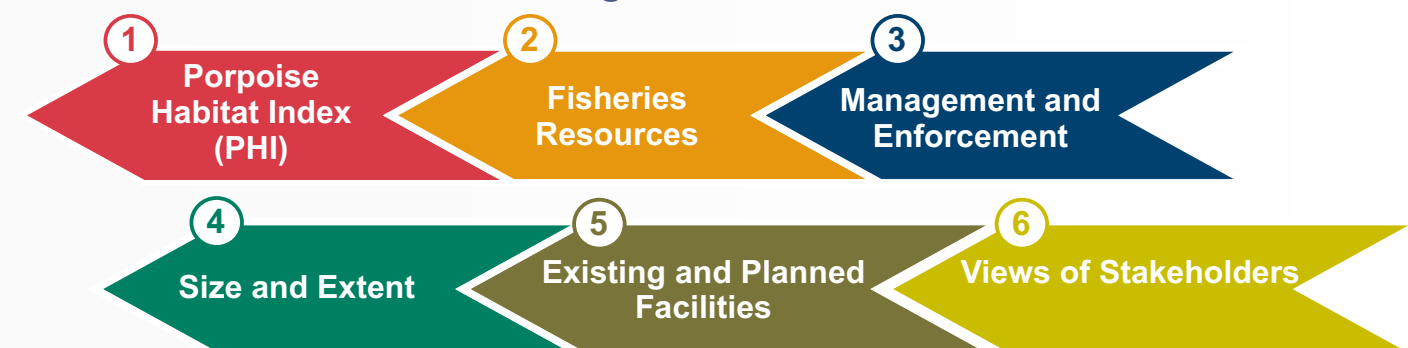 1
Porpoise
Habitat Index
(PHI)
2
Fisheries
Resources
3
Management and
Enforcement
4
Size and Extent
5
Existing and Planned
Facilities
6
Views of Stakeholders